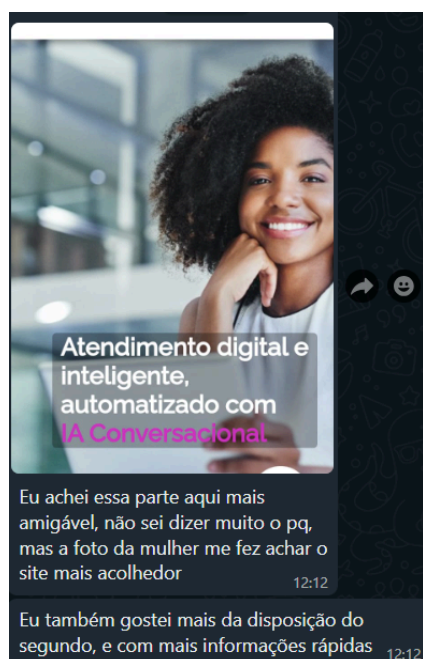 Atendimento digital e
inteligente,
automatizado com
IA Conversacional
Eu achei essa parte aqui mais
amigável, não sei dizer muito o pq,
mas a foto da mulher me fez achar o
site mais acolhedor
12:12
Eu também gostei mais da disposição do
segundo, e com mais informações rápidas
12:12